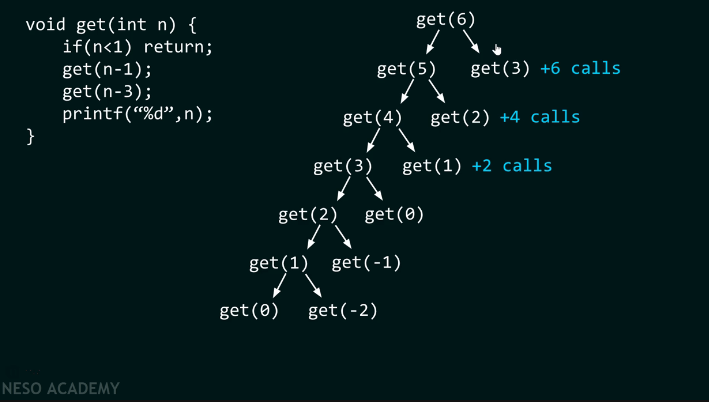 void get(int n) {
if(n<1) return;
get(n-1);
get(n-3);
printf(“%d”,n);
}
get(6)
get(5) get(3) +6 calls
get(4) get(2) +4 calls
get(3) get(1) +2 calls
get(2) get(0)
get(1) get(-1)
get(0) get(-2)
NESO ACADEMY